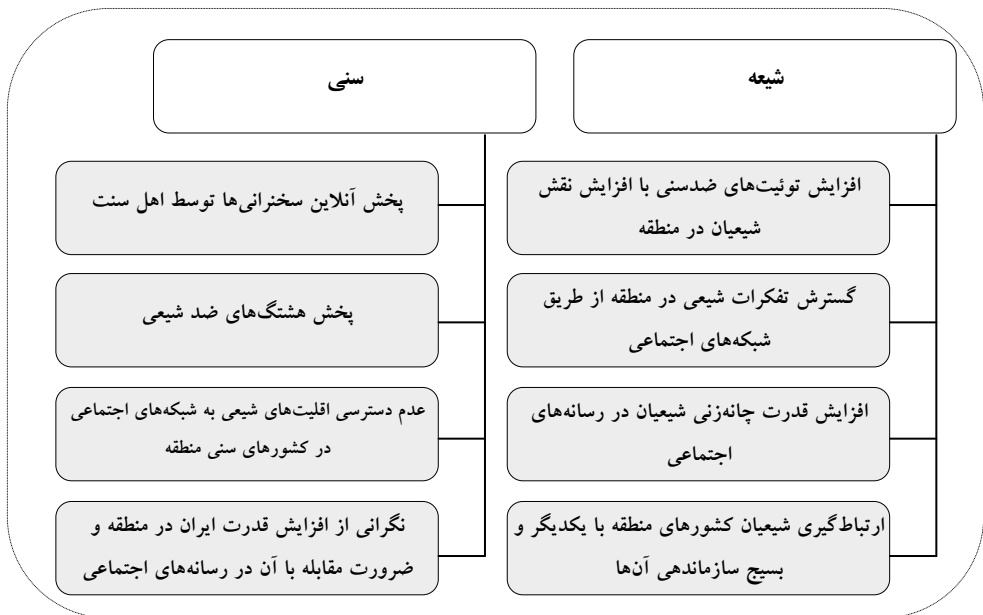 شیعه
افزایش توئیت‌های ضدسنی با افزایش نقش
شیعیان در منطقه
گسترش تفکرات شیعی در منطقه از طریق
شبکه‌های اجتماعی
افزایش قدرت چانه‌زنی شیعیان در رسانه‌های
اجتماعی
ارتباط‌گیری شیعیان کشورهای منطقه با یکدیگر و
بسیج سازماندهی آن‌ها
سنی
پخش آنلاین سخنرانی‌ها توسط اهل سنت
پخش هشتگ‌های ضد شیعی
عدم دسترسی اقلیت‌های شیعی به شبکه‌های اجتماعی
در کشورهای سنی منطقه
نگرانی از افزایش قدرت ایران در منطقه و
ضرورت مقابله با آن در رسانه‌های اجتماعی